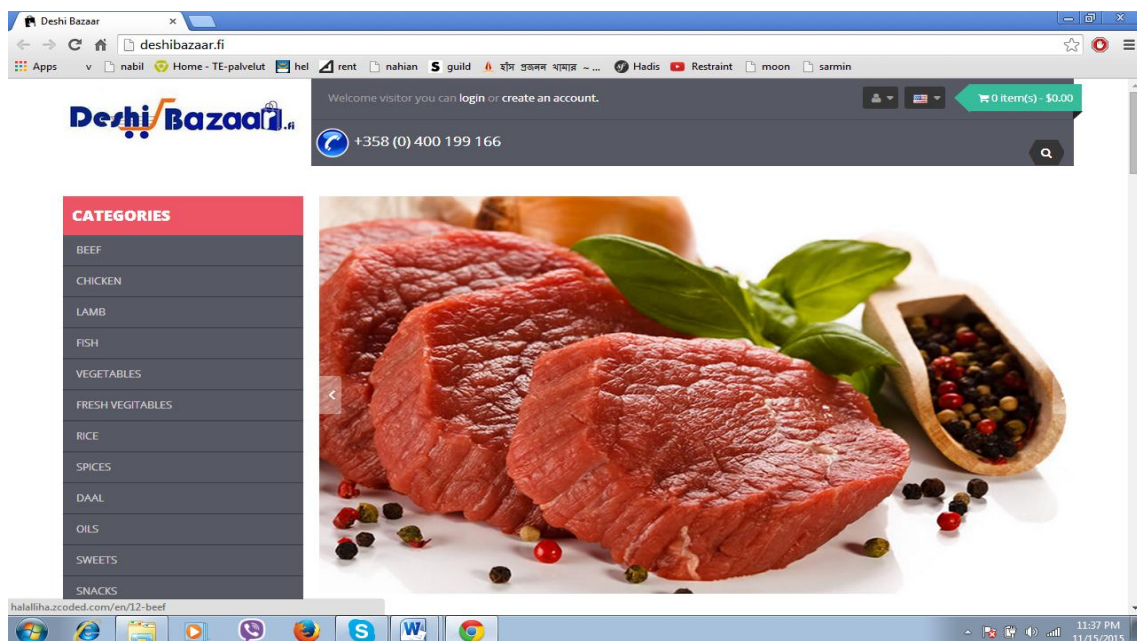 Deshi Bazaar
deshibazaar.fi
Apps v nabil Home - TE-palvelut hel rent nahian guild হাঁস প্রজনন খামার ~ ... Hadis Restraint moon sarmin
Deshi Bazaar.fi
Welcome visitor you can login or create an account.
0 item(s) - $0.00
+358 (0) 400 199 166
CATEGORIES
BEEF
CHICKEN
LAMB
FISH
VEGETABLES
FRESH VEGITABLES
RICE
SPICES
DAAL
OILS
SWEETS
SNACKS
halalliha.zcoded.com/en/12-beef
11:37 PM
11/15/2015